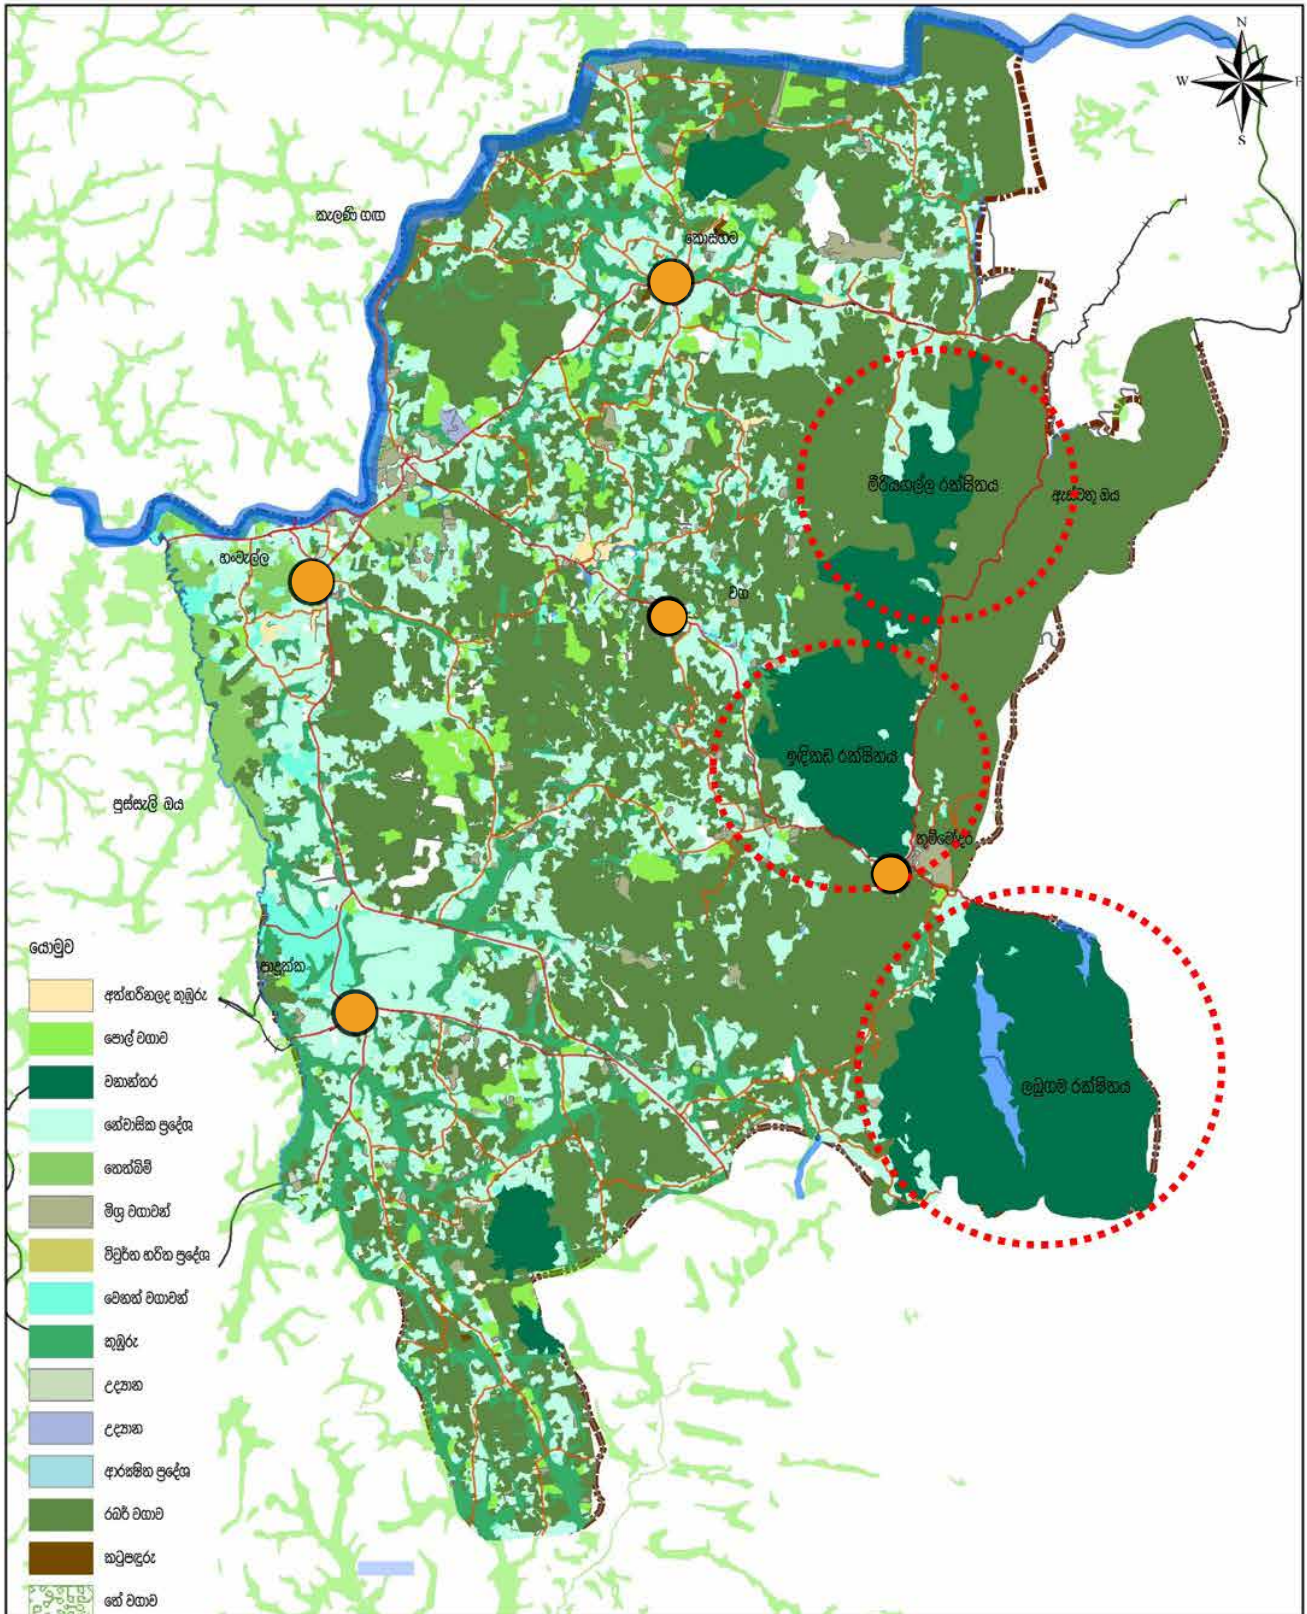 N
W
E
S
කැලණි ගඟ
කොස්ගම
මීරියගල්ල රක්ෂිතය
ඇස්වතු ඔය
හංවැල්ල
වග
ඉඳිකඩ රක්ෂිතය
පුස්සැලි ඔය
තුම්මෝදර
යොමුව
පාදුක්ක
අත්හරිනලද කුඹුරු
පොල් වගාව
වනාන්තර
ලබුගම රක්ෂිතය
නේවාසික ප්‍රදේශ
තෙත්බිම්
මිශ්‍ර වගාවන්
විවුර්ත හරිත ප්‍රදේශ
වෙනත් වගාවන්
කුඹුරු
උද්‍යාන
උද්‍යාන
ආරක්ෂිත ප්‍රදේශ
රබර් වගාව
කටුපඳුරු
තේ වගාව